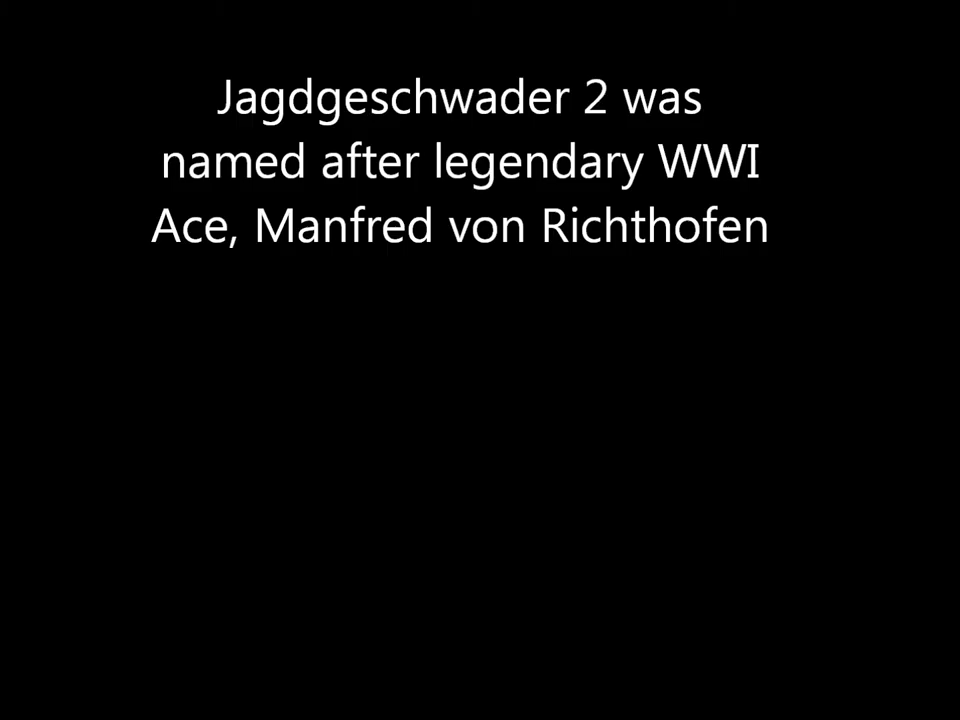 Jagdgeschwader 2 was
named after legendary WWI
Ace, Manfred von Richthofen